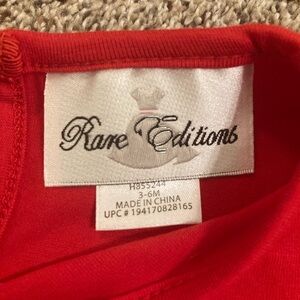 Rare Editions
H855244
3-6M
MADE IN CHINA
UPC # 194170828165